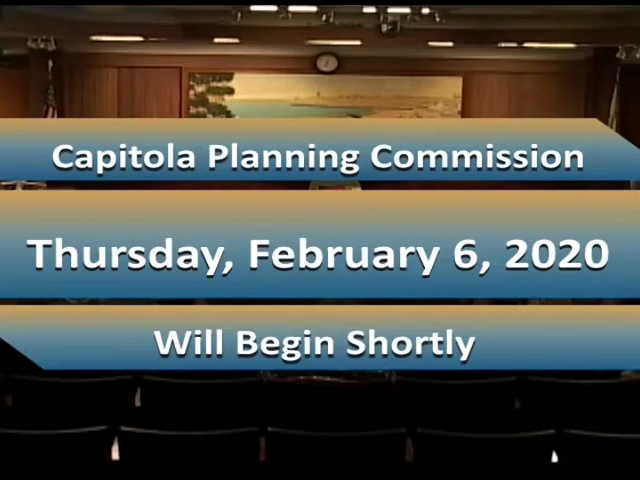 Capitola Planning Commission
Thursday, February 6, 2020
Will Begin Shortly